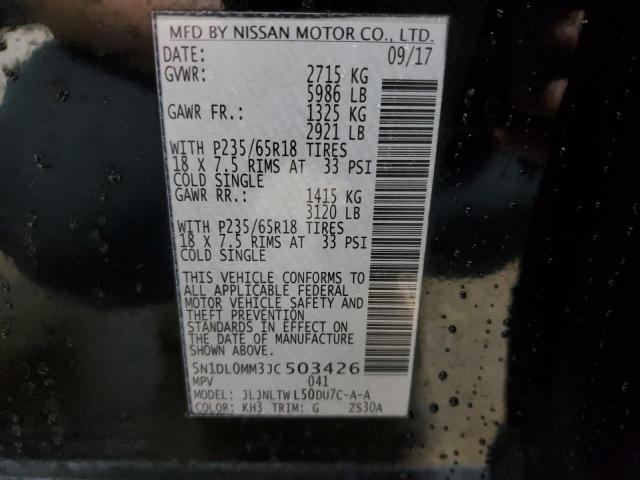 MFD BY NISSAN MOTOR CO., LTD.
DATE: 09/17
GVWR: 2715 KG
5986 LB
GAWR FR.: 1325 KG
2921 LB
WITH P235/65R18 TIRES
18 X 7.5 RIMS AT 33 PSI
COLD SINGLE
GAWR RR.: 1415 KG
3120 LB
WITH P235/65R18 TIRES
18 X 7.5 RIMS AT 33 PSI
COLD SINGLE
THIS VEHICLE CONFORMS TO
ALL APPLICABLE FEDERAL
MOTOR VEHICLE SAFETY AND
THEFT PREVENTION
STANDARDS IN EFFECT ON
THE DATE OF MANUFACTURE
SHOWN ABOVE.
5N1DL0MM3JC503426
MPV 041
MODEL: JLJNLTW L50DU7C-A-A
COLOR: KH3 TRIM: G ZS30A